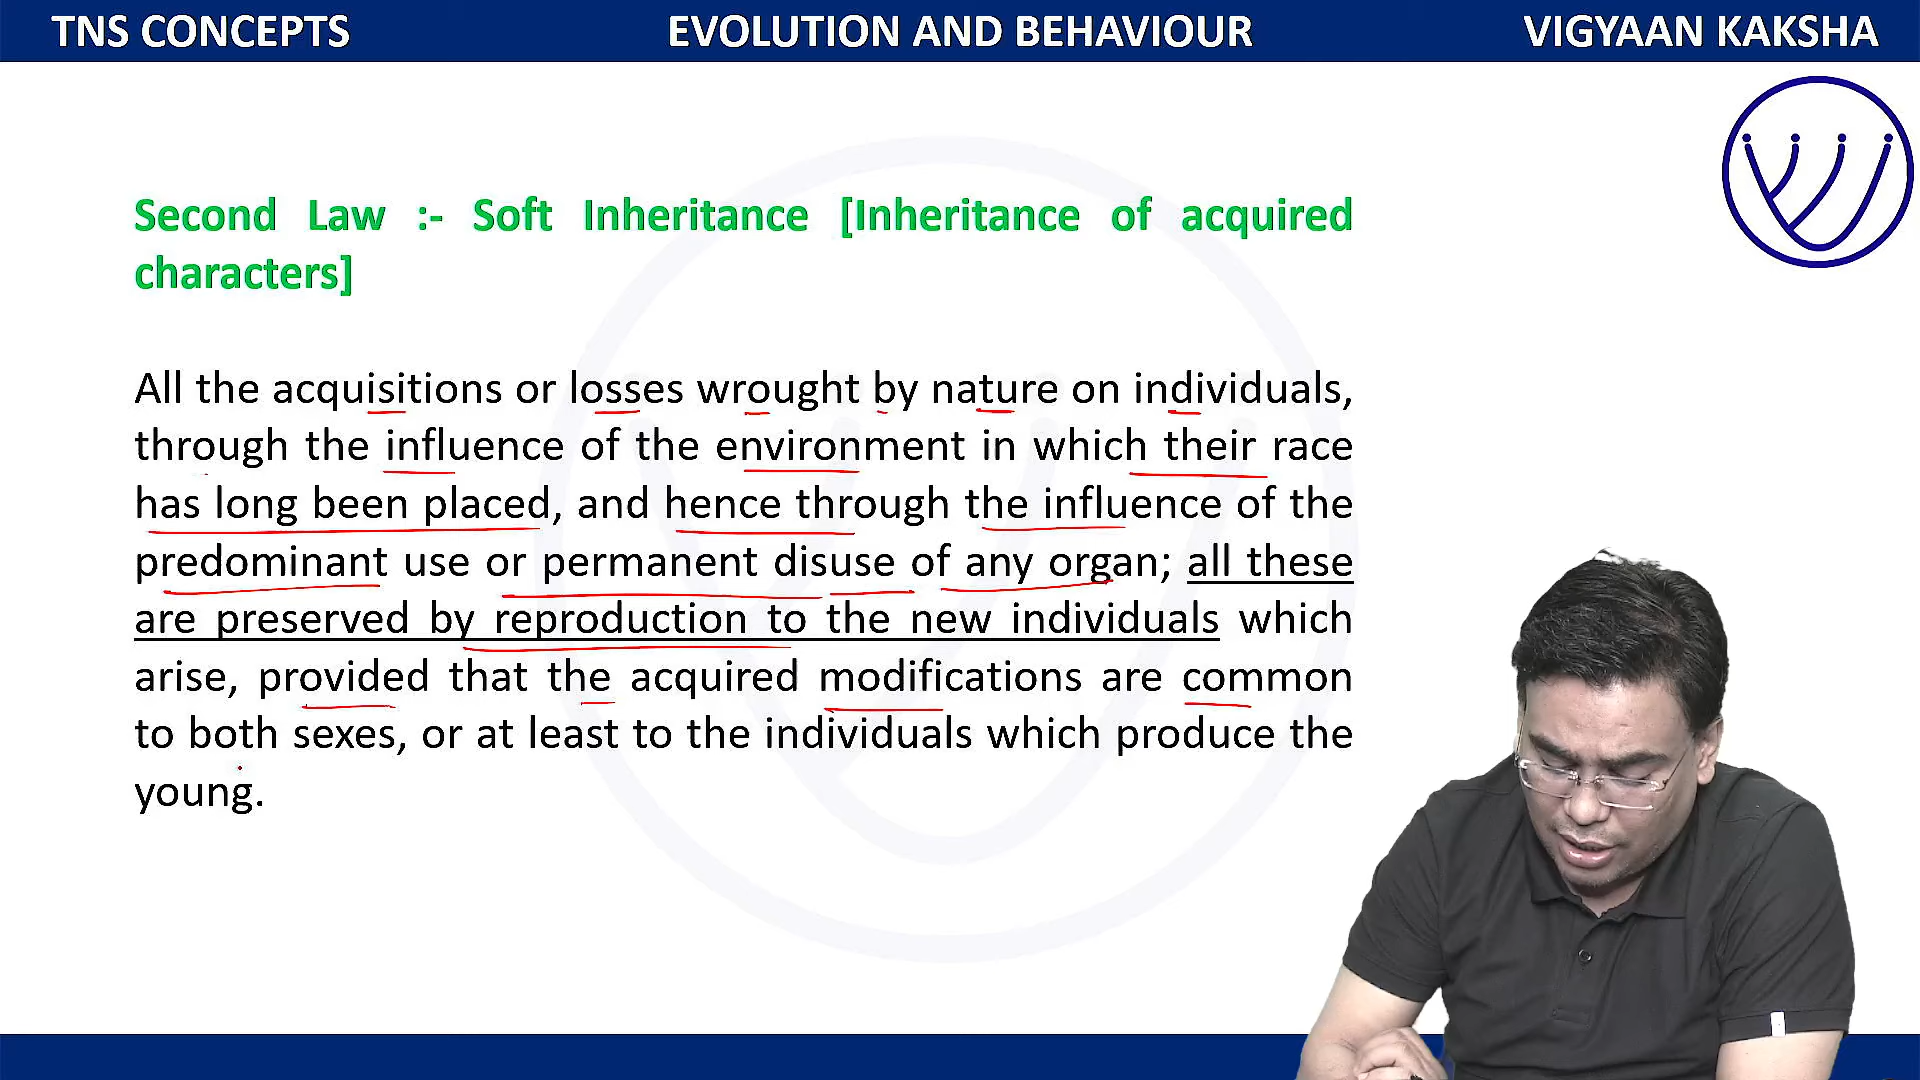 TNS CONCEPTS EVOLUTION AND BEHAVIOUR VIGYAAN KAKSHA
Second Law :- Soft Inheritance [Inheritance of acquired
characters]
All the acquisitions or losses wrought by nature on individuals,
through the influence of the environment in which their race
has long been placed, and hence through the influence of the
predominant use or permanent disuse of any organ; all these
are preserved by reproduction to the new individuals which
arise, provided that the acquired modifications are common
to both sexes, or at least to the individuals which produce the
young.